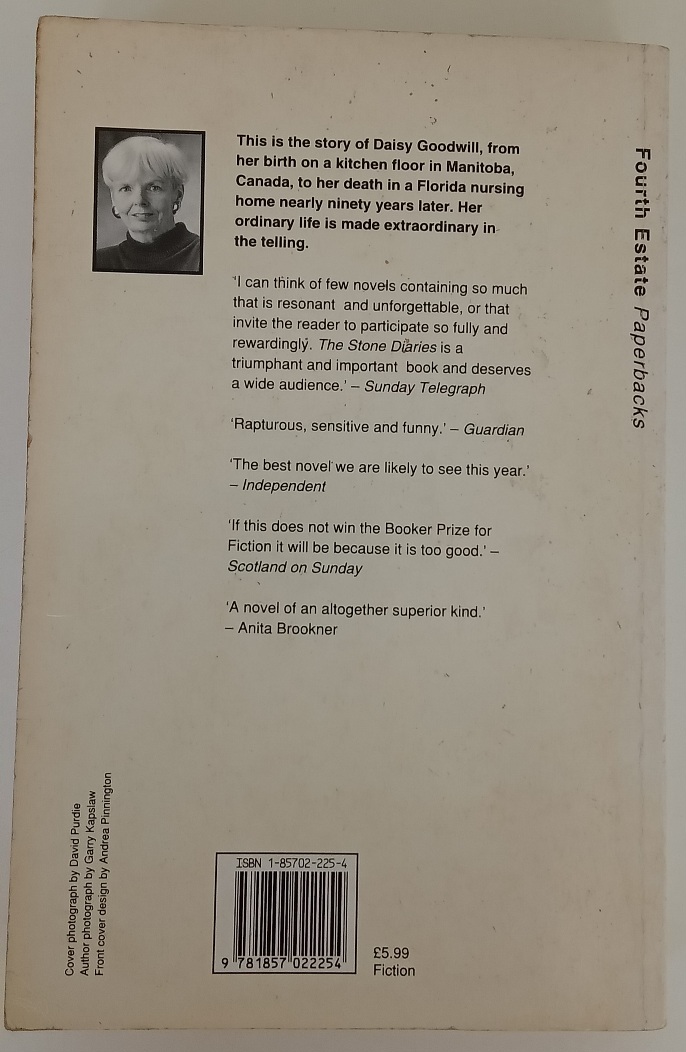 This is the story of Daisy Goodwill, from
her birth on a kitchen floor in Manitoba,
Canada, to her death in a Florida nursing
home nearly ninety years later. Her
ordinary life is made extraordinary in
the telling.
'I can think of few novels containing so much
that is resonant and unforgettable, or that
invite the reader to participate so fully and
rewardingly. The Stone Diaries is a
triumphant and important book and deserves
a wide audience.' – Sunday Telegraph
'Rapturous, sensitive and funny.' – Guardian
'The best novel we are likely to see this year.'
– Independent
'If this does not win the Booker Prize for
Fiction it will be because it is too good.' –
Scotland on Sunday
'A novel of an altogether superior kind.'
– Anita Brookner
Fourth Estate Paperbacks
Cover photograph by David Purdie
Author photograph by Garry Kapslaw
Front cover design by Andrea Pinnington
ISBN 1-85702-225-4
9 781857 022254
£5.99
Fiction